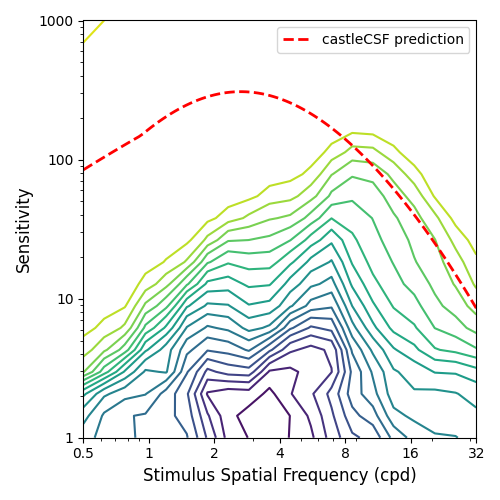 1000
castleCSF prediction
100
Sensitivity
10
1
0.5 1 2 4 8 16 32
Stimulus Spatial Frequency (cpd)